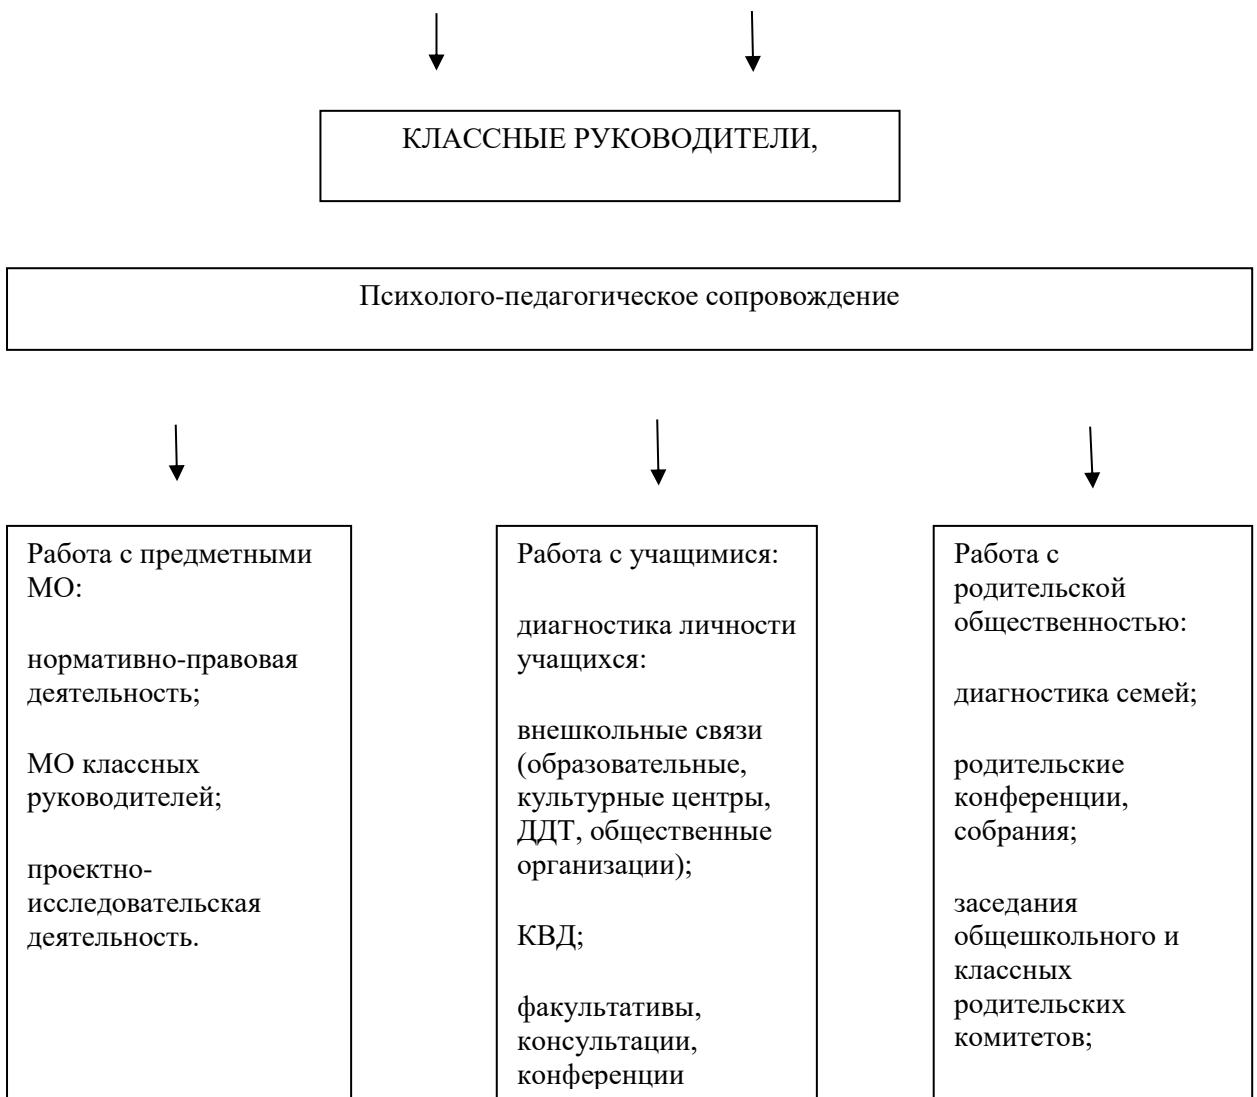 КЛАССНЫЕ РУКОВОДИТЕЛИ,
Психолого-педагогическое сопровождение
Работа с предметными
МО:
нормативно-правовая
деятельность;
МО классных
руководителей;
проектно-
исследовательская
деятельность.
Работа с учащимися:
диагностика личности
учащихся:
внешкольные связи
(образовательные,
культурные центры,
ДДТ, общественные
организации);
КВД;
факультативы,
консультации,
конференции
Работа с
родительской
общественностью:
диагностика семей;
родительские
конференции,
собрания;
заседания
общешкольного и
классных
родительских
комитетов;